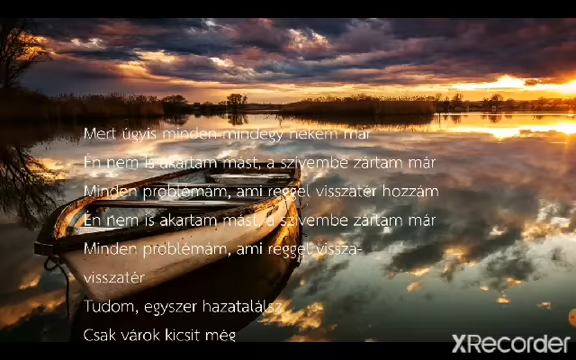 Mert úgyis minden mindegy nekem már
Én nem is akartam mást, a szívembe zártam már
Minden problémám, ami reggel visszatér hozzám
Én nem is akartam mást, a szívembe zártam már
Minden problémám, ami reggel vissza-
visszatér
Tudom, egyszer hazatalálsz
Csak várok kicsit még
XRecorder